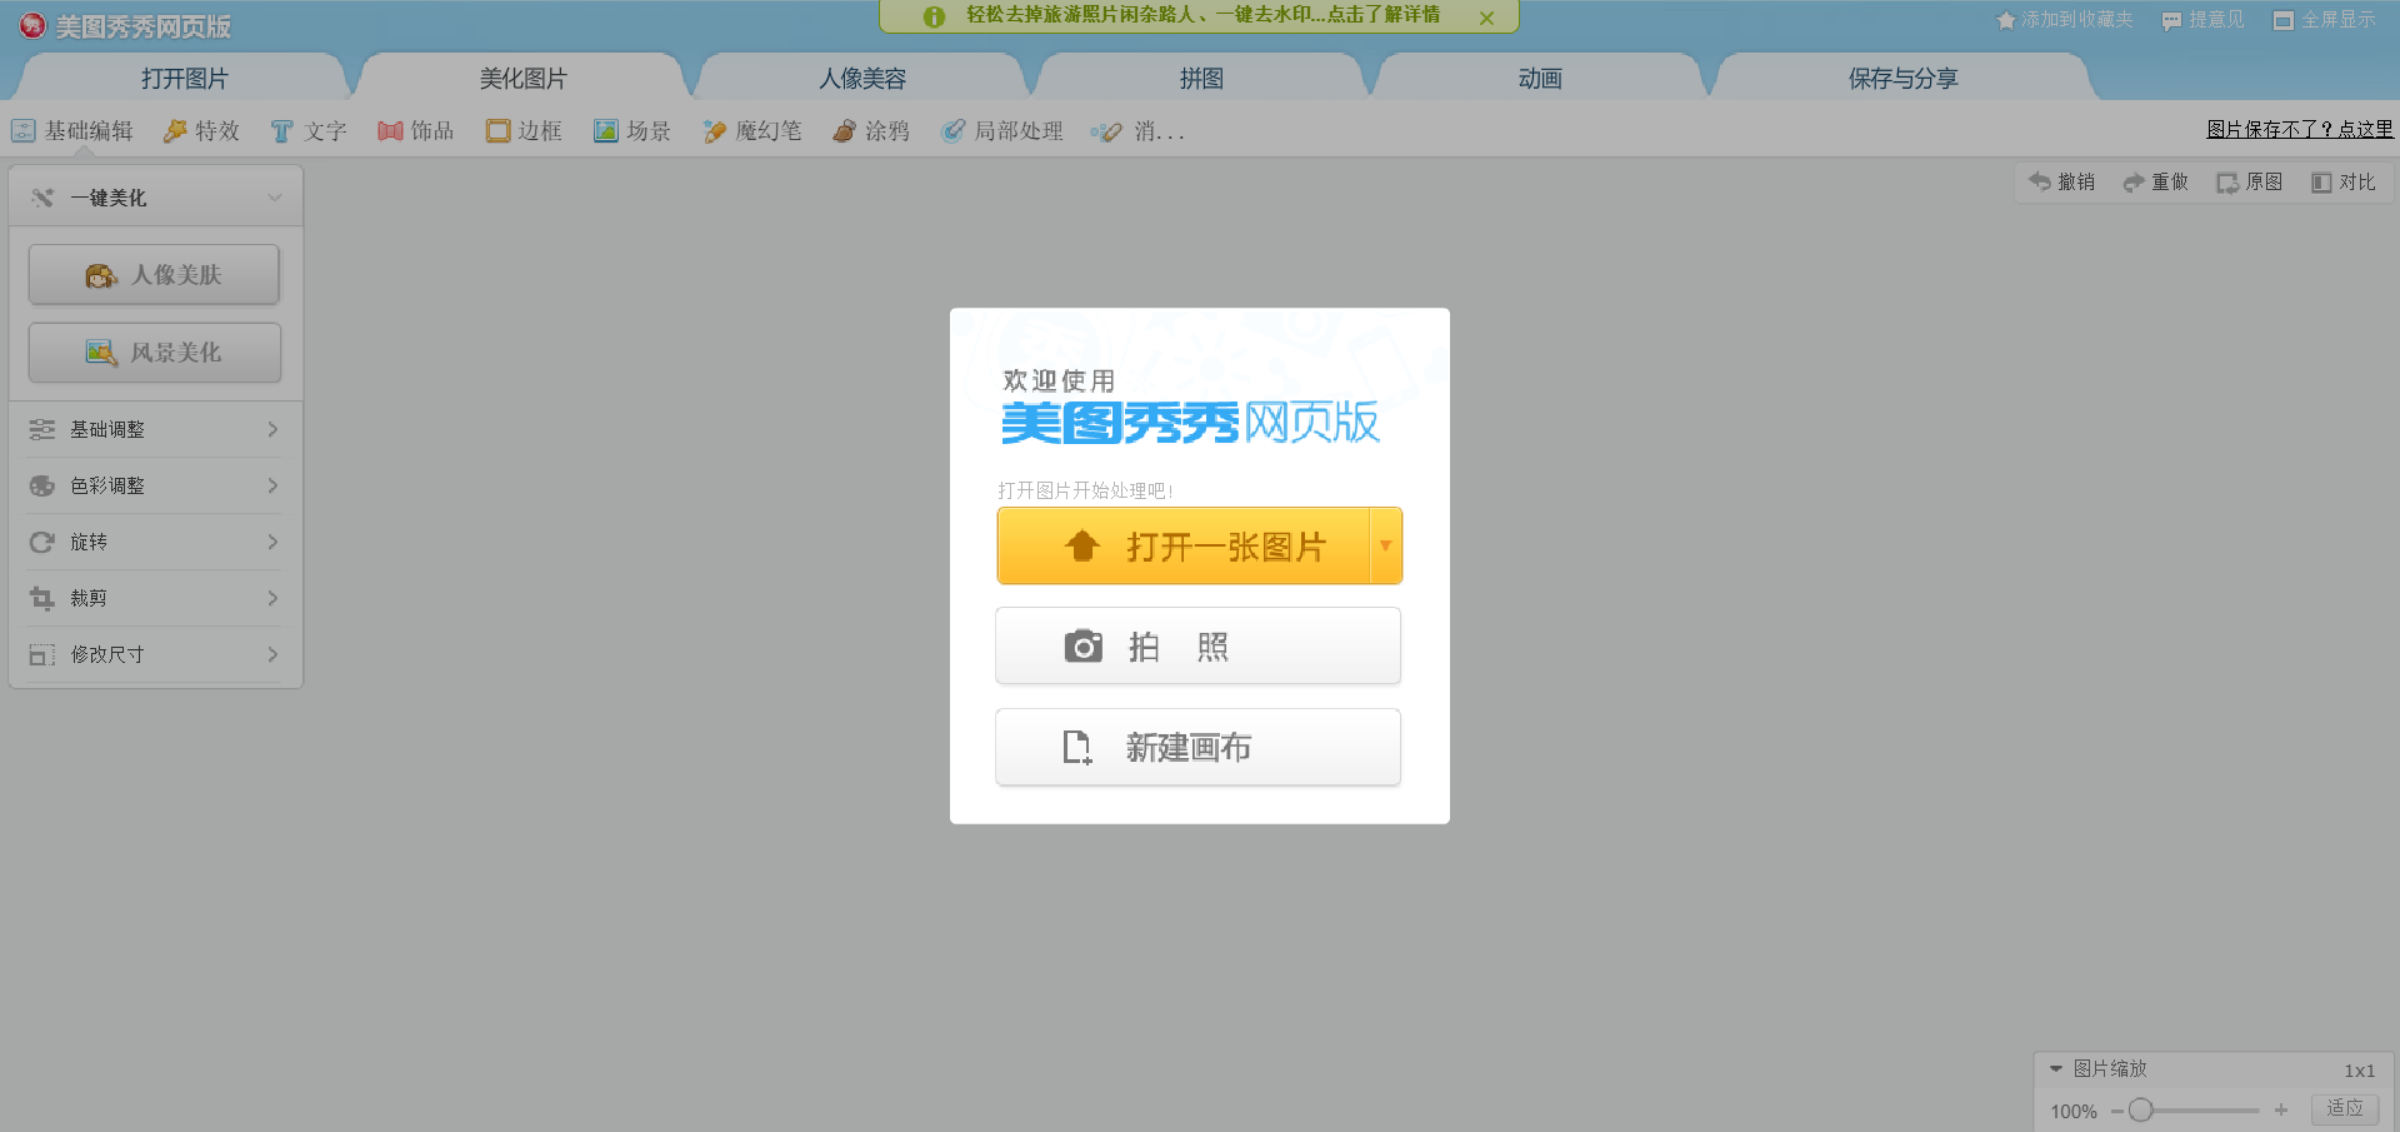 美图秀秀网页版
轻松去掉旅游照片闲杂路人、一键去水印...点击了解详情
添加到收藏夹
提意见
全屏显示
打开图片
美化图片
人像美容
拼图
动画
保存与分享
基础编辑
特效
文字
饰品
边框
场景
魔幻笔
涂鸦
局部处理
消...
图片保存不了？点这里
一键美化
撤销
重做
原图
对比
人像美肤
风景美化
基础调整
色彩调整
旋转
裁剪
修改尺寸
欢迎使用
美图秀秀网页版
打开图片开始处理吧！
打开一张图片
拍 照
新建画布
图片缩放
1x1
100%
适应